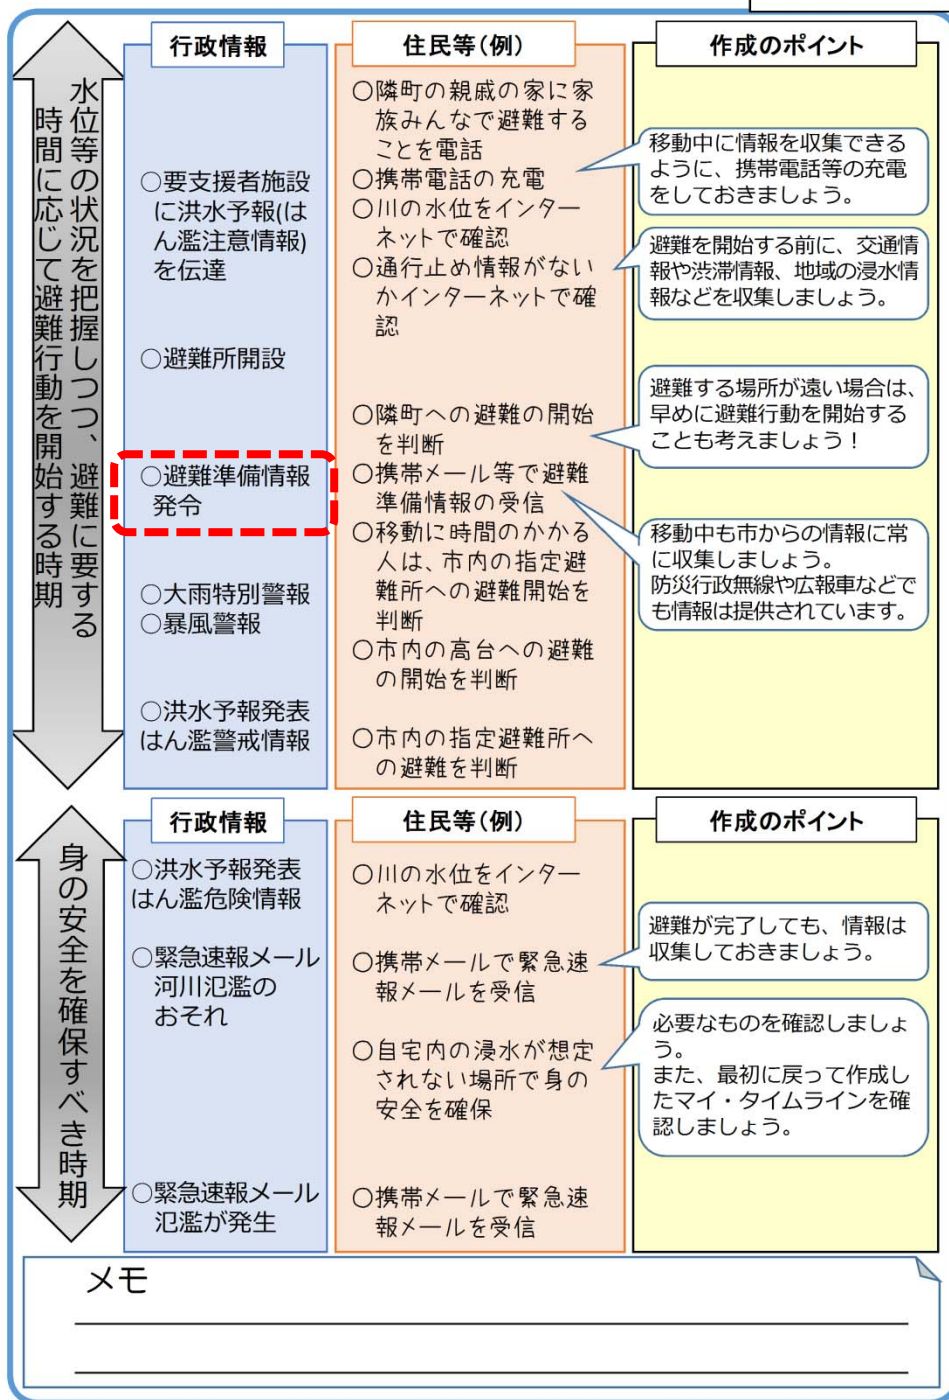 水位等の状況を把握しつつ、避難に要する
時間に応じて避難行動を開始する時期
行政情報
○要支援者施設
に洪水予報(は
ん濫注意情報)
を伝達
○避難所開設
○避難準備情報
発令
○大雨特別警報
○暴風警報
○洪水予報発表
はん濫警戒情報
住民等(例)
○隣町の親戚の家に家
族みんなで避難する
ことを電話
○携帯電話の充電
○川の水位をインター
ネットで確認
○通行止め情報がない
かインターネットで確
認
○隣町への避難の開始
を判断
○携帯メール等で避難
準備情報の受信
○移動に時間のかかる
人は、市内の指定避
難所への避難開始を
判断
○市内の高台への避難
の開始を判断
○市内の指定避難所へ
の避難を判断
作成のポイント
移動中に情報を収集できる
ように、携帯電話等の充電
をしておきましょう。
避難を開始する前に、交通情
報や渋滞情報、地域の浸水情
報などを収集しましょう。
避難する場所が遠い場合は、
早めに避難行動を開始する
ことも考えましょう!
移動中も市からの情報に常
に収集しましょう。
防災行政無線や広報車などで
も情報は提供されています。
身の安全を確保すべき時期
行政情報
○洪水予報発表
はん濫危険情報
○緊急速報メール
河川氾濫の
おそれ
○緊急速報メール
氾濫が発生
住民等(例)
○川の水位をインター
ネットで確認
○携帯メールで緊急速
報メールを受信
○自宅内の浸水が想定
されない場所で身の
安全を確保
○携帯メールで緊急速
報メールを受信
作成のポイント
避難が完了しても、情報は
収集しておきましょう。
必要なものを確認しましょ
う。
また、最初に戻って作成し
たマイ・タイムラインを確
認しましょう。
メモ